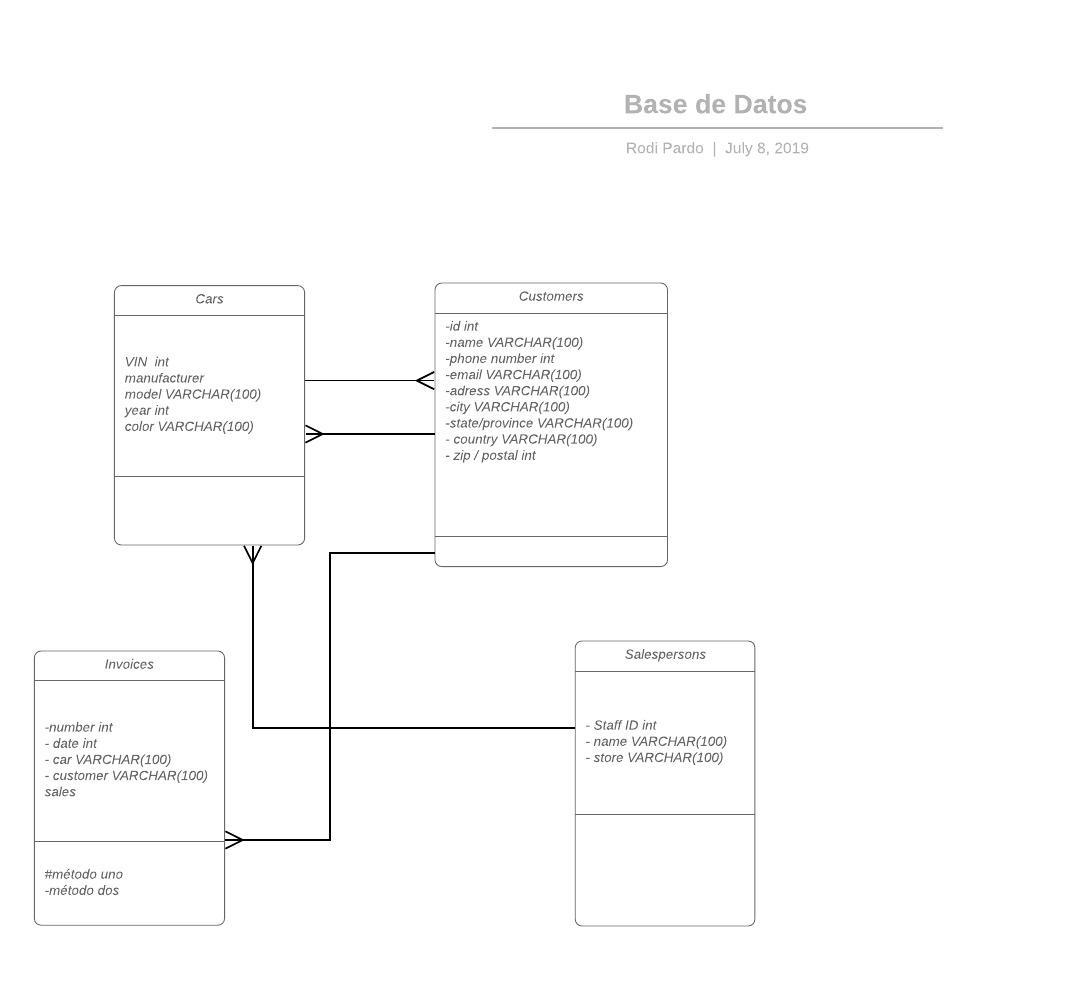 Base de Datos
Rodi Pardo | July 8, 2019
Cars
VIN int
manufacturer
model VARCHAR(100)
year int
color VARCHAR(100)
Customers
-id int
-name VARCHAR(100)
-phone number int
-email VARCHAR(100)
-adress VARCHAR(100)
-city VARCHAR(100)
-state/province VARCHAR(100)
- country VARCHAR(100)
- zip / postal int
Invoices
-number int
- date int
- car VARCHAR(100)
- customer VARCHAR(100)
sales
#método uno
-método dos
Salespersons
- Staff ID int
- name VARCHAR(100)
- store VARCHAR(100)